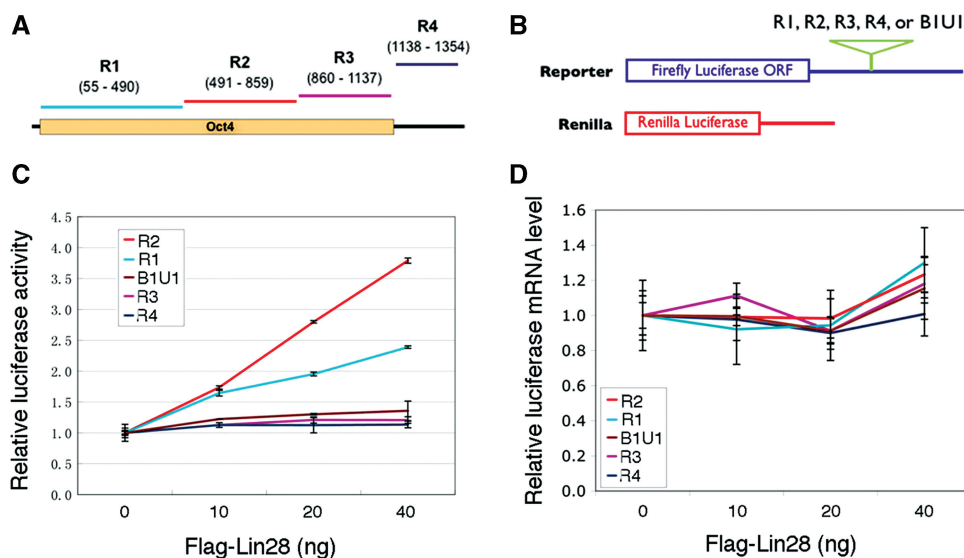 A
R1
(55 - 490)
R2
(491 - 859)
R3
(860 - 1137)
R4
(1138 - 1354)
Oct4
B
R1, R2, R3, R4, or B1U1
Reporter
Firefly Luciferase ORF
Renilla
Renilla Luciferase
C
Relative luciferase activity
4.5
4.0
3.5
3.0
2.5
2.0
1.5
1.0
0.5
0.0
R2
R1
B1U1
R3
R4
0 10 20 40
Flag-Lin28 (ng)
D
Relative luciferase mRNA level
1.6
1.4
1.2
1.0
0.8
0.6
0.4
0.2
0.0
R2
R1
B1U1
R3
R4
0 10 20 40
Flag-Lin28 (ng)